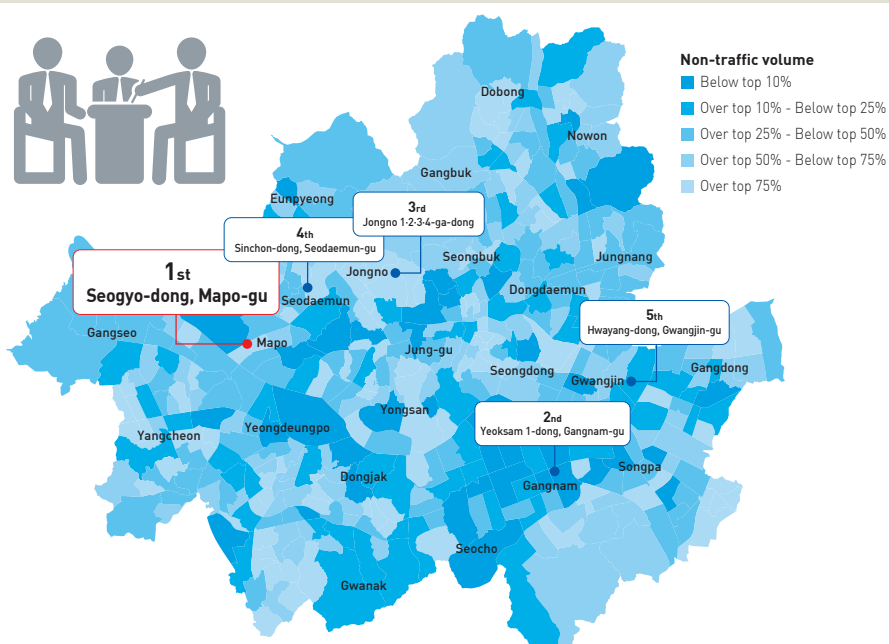 Non-traffic volume
Below top 10%
Over top 10% - Below top 25%
Over top 25% - Below top 50%
Over top 50% - Below top 75%
Over top 75%
Dobong
Nowon
Gangbuk
Eunpyeong
3rd
Jongno 1·2·3·4-ga-dong
4th
Sinchon-dong, Seodaemun-gu
1st
Seogyo-dong, Mapo-gu
Jongno
Seongbuk
Jungnang
Dongdaemun
Seodaemun
5th
Hwayang-dong, Gwangjin-gu
Gangseo
Mapo
Jung-gu
Seongdong
Gwangjin
Gangdong
Yongsan
2nd
Yeoksam 1-dong, Gangnam-gu
Yangcheon
Yeongdeungpo
Dongjak
Songpa
Gangnam
Seocho
Gwanak